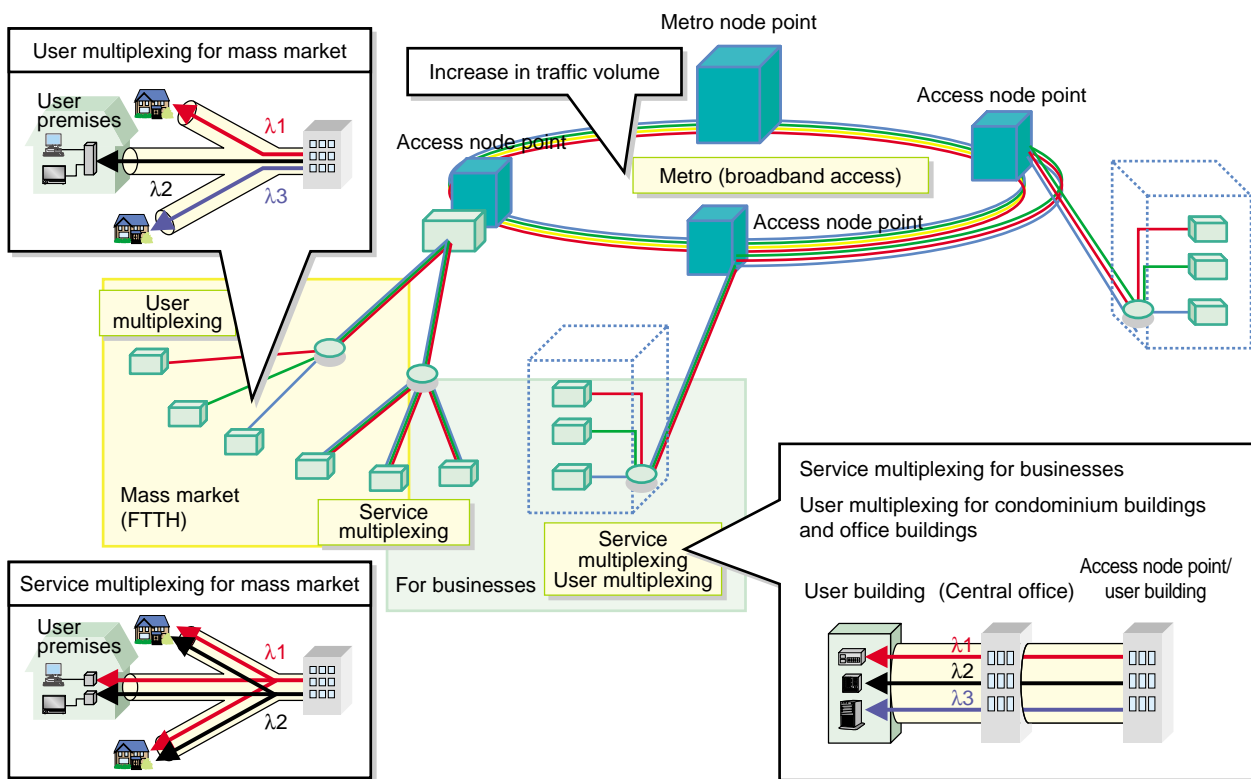 User multiplexing for mass market
User
premises
λ1
λ2
λ3
Metro node point
Increase in traffic volume
Access node point
Access node point
Metro (broadband access)
Access node point
User
multiplexing
Mass market
(FTTH)
Service
multiplexing
For businesses
Service
multiplexing
User multiplexing
Service multiplexing for mass market
User
premises
λ1
λ2
Service multiplexing for businesses
User multiplexing for condominium buildings
and office buildings
User building
(Central office)
Access node point/
user building
λ1
λ2
λ3